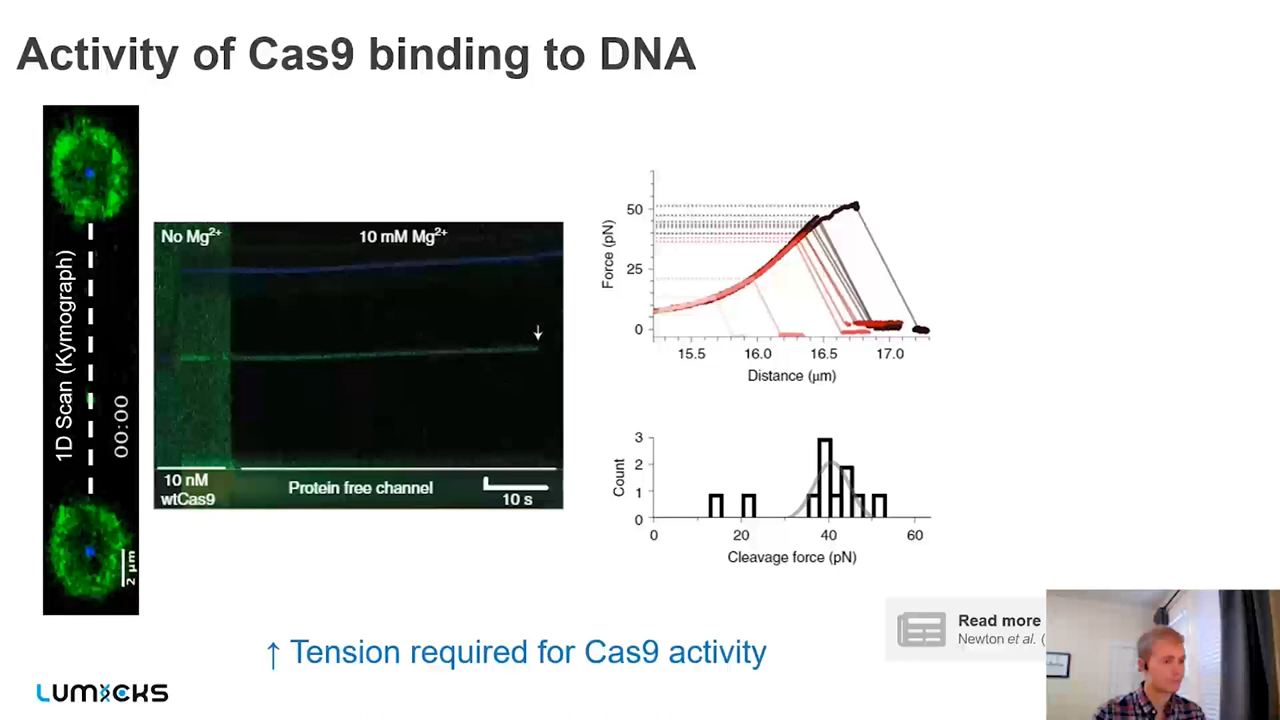 Activity of Cas9 binding to DNA
1D Scan (Kymograph)
00:00
2 µm
No Mg²⁺
10 mM Mg²⁺
10 nM
wtCas9
Protein free channel
10 s
Force (pN)
50
25
0
15.5 16.0 16.5 17.0
Distance (µm)
Count
3
2
1
0
0 20 40 60
Cleavage force (pN)
Read more
Newton et al. (
↑ Tension required for Cas9 activity
LUMICKS